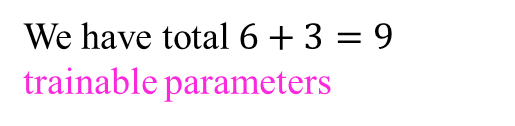 We have total 6 + 3 = 9
trainable parameters